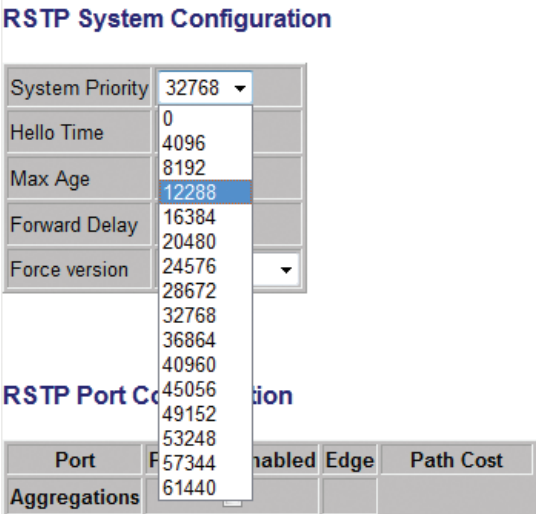 RSTP System Configuration
System Priority 32768
Hello Time
Max Age
Forward Delay
Force version
0
4096
8192
12288
16384
20480
24576
28672
32768
36864
40960
45056
49152
53248
57344
61440
RSTP Port Co tion
Port P nabled Edge Path Cost
Aggregations